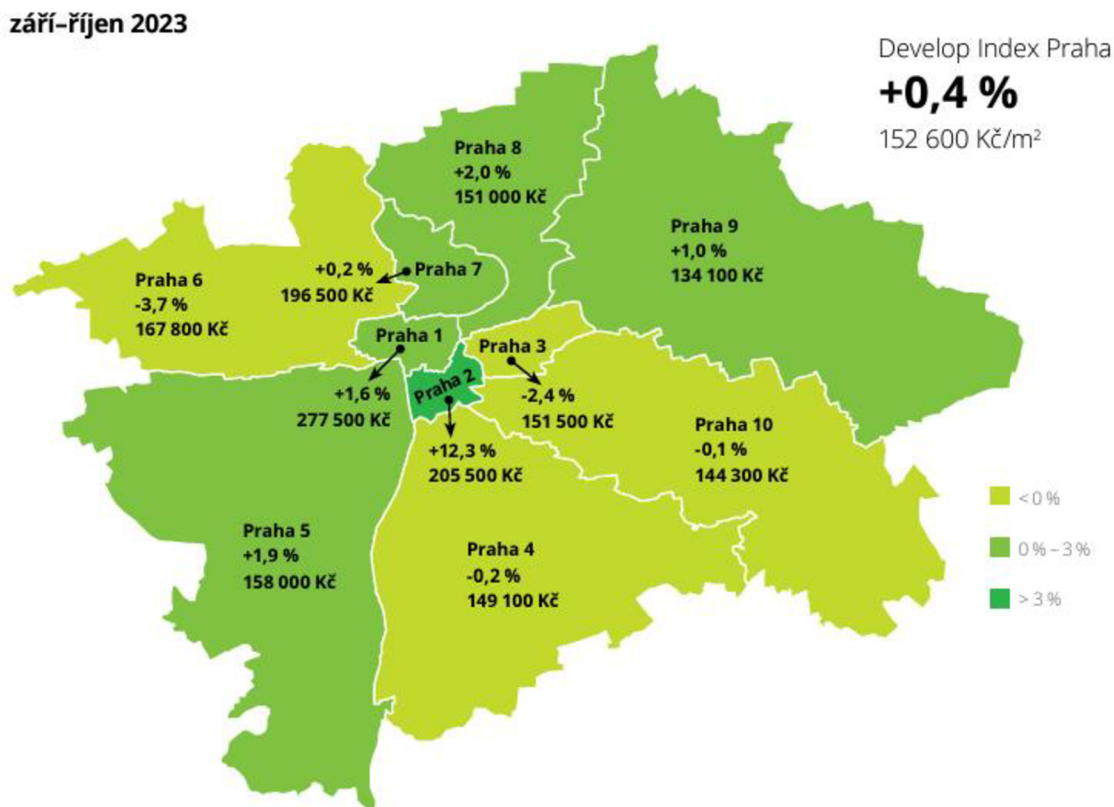 září–říjen 2023
Develop Index Praha
+0,4 %
152 600 Kč/m²
Praha 8
+2,0 %
151 000 Kč
Praha 9
+1,0 %
134 100 Kč
Praha 6
-3,7 %
167 800 Kč
Praha 7
+0,2 %
196 500 Kč
Praha 1
+1,6 %
277 500 Kč
Praha 2
+12,3 %
205 500 Kč
Praha 3
-2,4 %
151 500 Kč
Praha 10
-0,1 %
144 300 Kč
Praha 5
+1,9 %
158 000 Kč
Praha 4
-0,2 %
149 100 Kč
< 0 %
0 % – 3 %
> 3 %